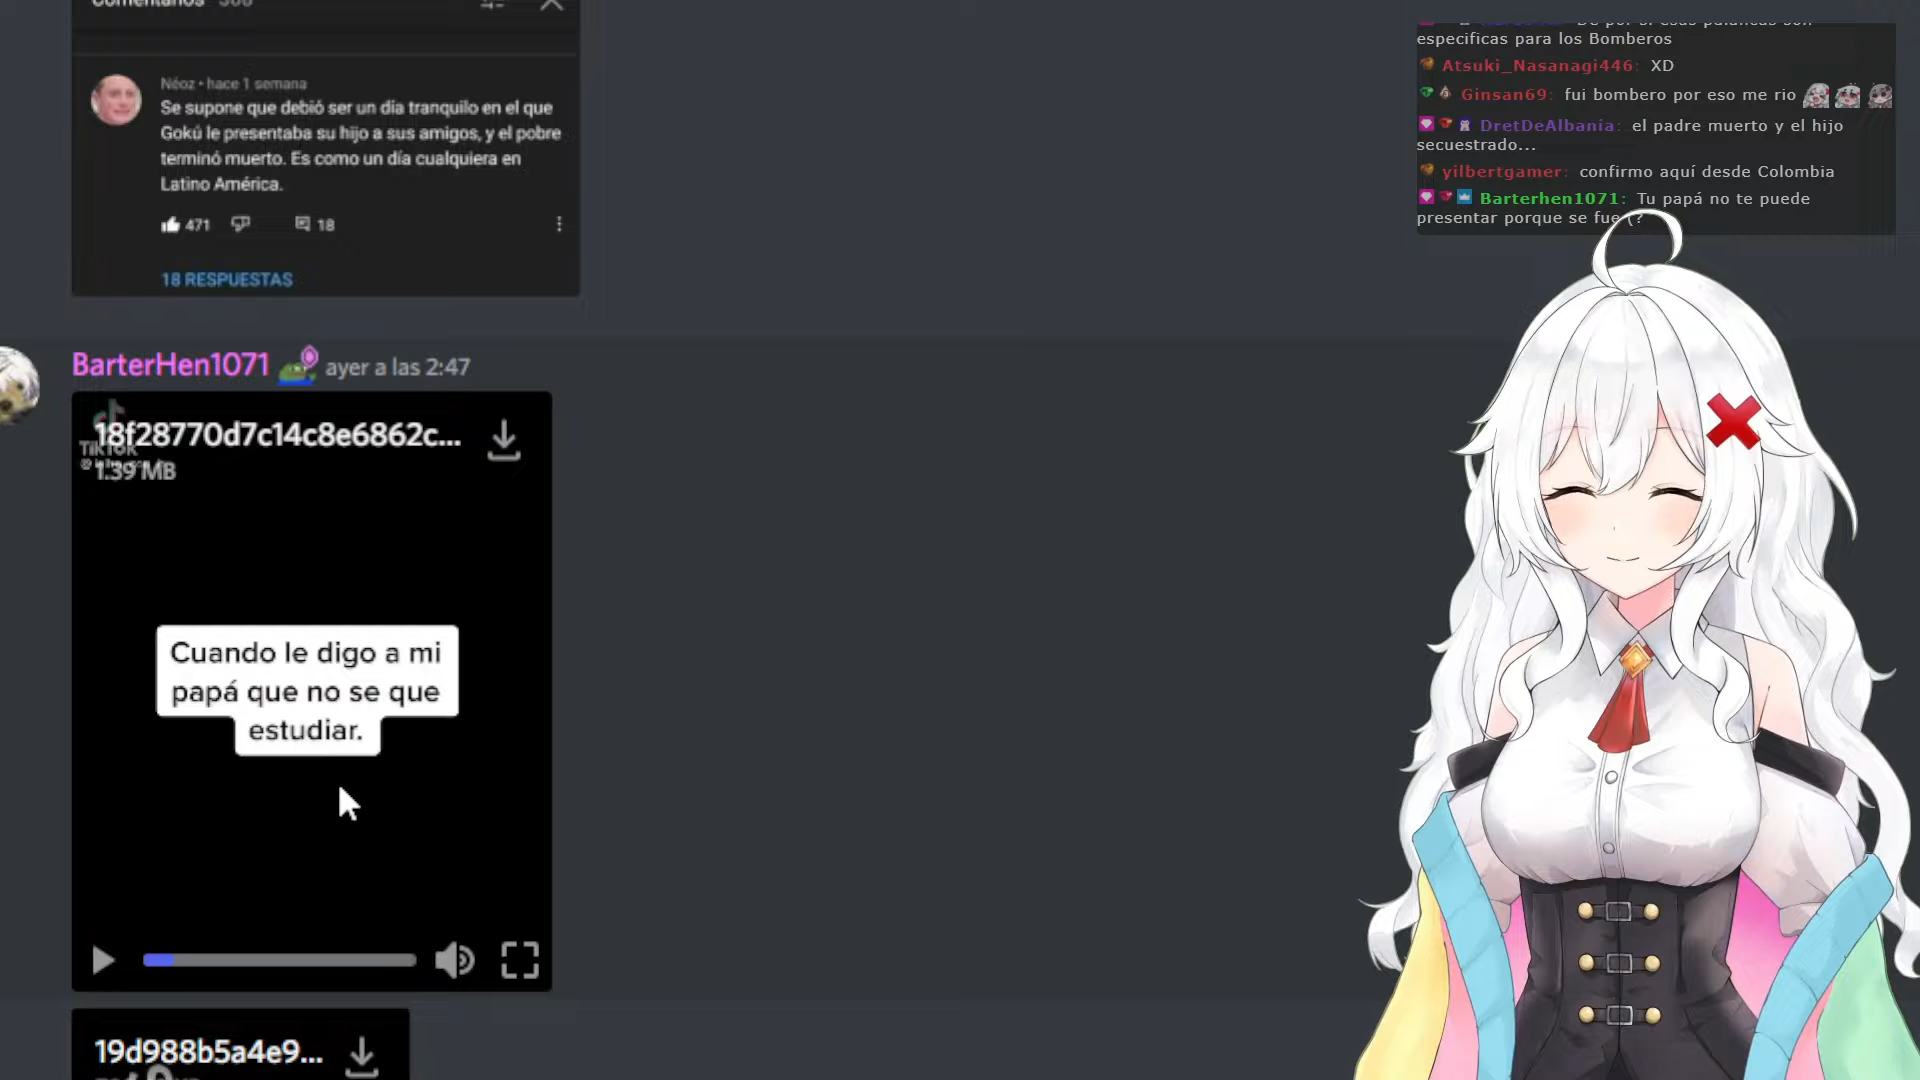 Comentarios 308
Néoz • hace 1 semana
Se supone que debió ser un día tranquilo en el que
Gokú le presentaba su hijo a sus amigos, y el pobre
terminó muerto. Es como un día cualquiera en
Latino América.
471 18
18 RESPUESTAS
BarterHen1071 ayer a las 2:47
18f28770d7c14c8e6862c...
TikTok
1.39 MB
Cuando le digo a mi
papá que no se que
estudiar.
19d988b5a4e9...
especificas para los Bomberos
Atsuki_Nasanagi446: XD
Ginsan69: fui bombero por eso me rio
DretDeAlbania: el padre muerto y el hijo
secuestrado...
yilbertgamer: confirmo aquí desde Colombia
Barterhen1071: Tu papá no te puede
presentar porque se fue (?